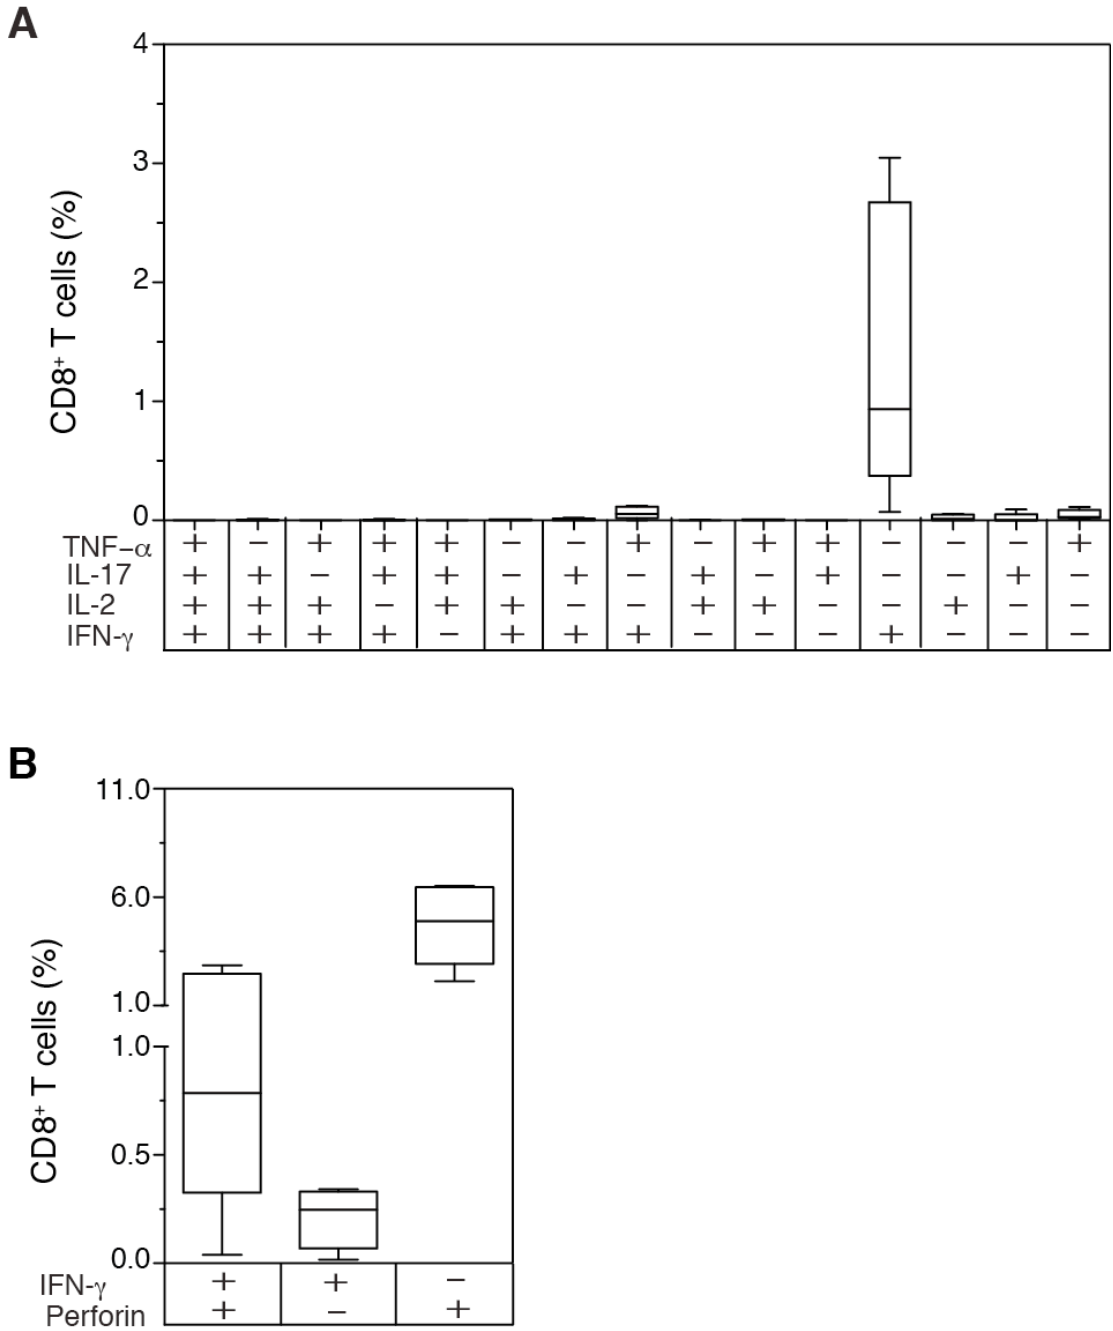 A
4
3
2
1
0
CD8+ T cells (%)
TNF–α + − + + + − − + − + + − − − +
IL-17 + + − + + − + − + − + − − + −
IL-2 + + + − + + − − + + − − + − −
IFN-γ + + + + − + + + − − − + − − −
B
11.0
6.0
1.0
1.0
0.5
0.0
CD8+ T cells (%)
IFN-γ + + −
Perforin + − +